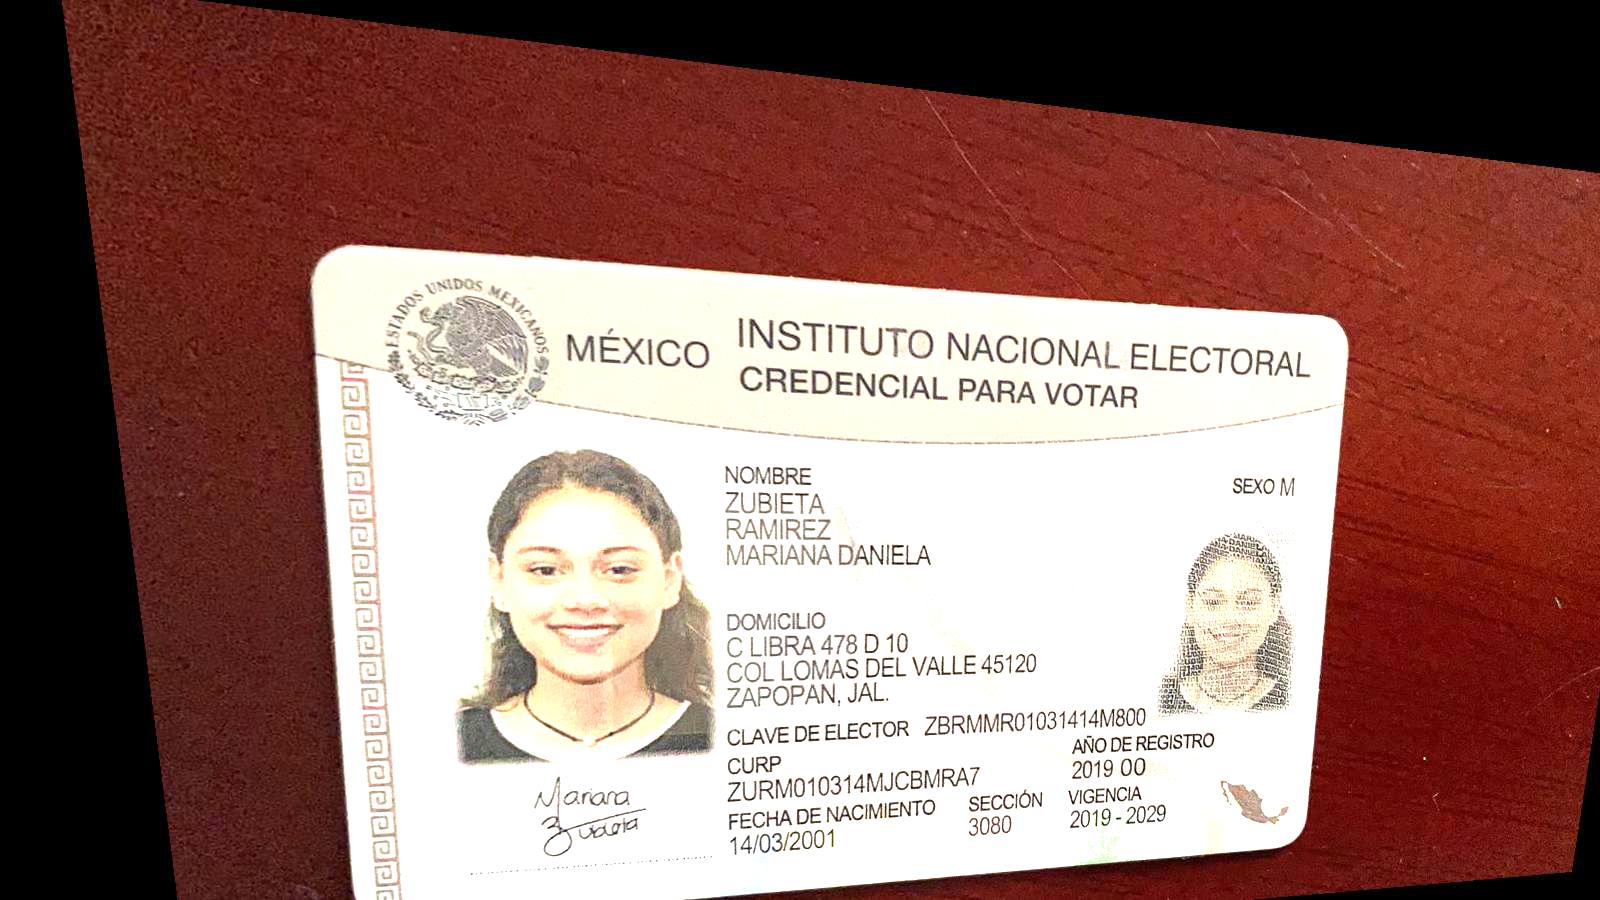 ESTADOS UNIDOS MEXICANOS
MÉXICO
INSTITUTO NACIONAL ELECTORAL
CREDENCIAL PARA VOTAR
NOMBRE
ZUBIETA
RAMIREZ
MARIANA DANIELA
SEXO M
DOMICILIO
C LIBRA 478 D 10
COL LOMAS DEL VALLE 45120
ZAPOPAN, JAL.
CLAVE DE ELECTOR ZBRMMR01031414M800
CURP
ZURM010314MJCBMRA7
AÑO DE REGISTRO
2019 00
FECHA DE NACIMIENTO
14/03/2001
SECCIÓN
3080
VIGENCIA
2019 - 2029
Mariana
Zubieta